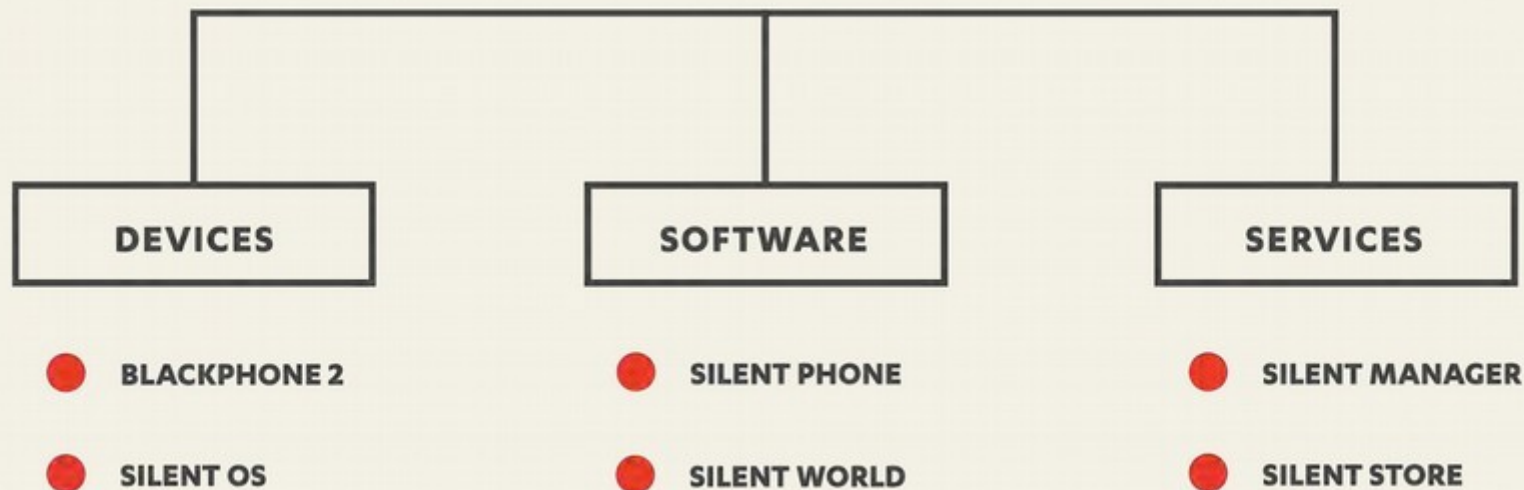 DEVICES
SOFTWARE
SERVICES
BLACKPHONE 2
SILENT PHONE
SILENT MANAGER
SILENT OS
SILENT WORLD
SILENT STORE